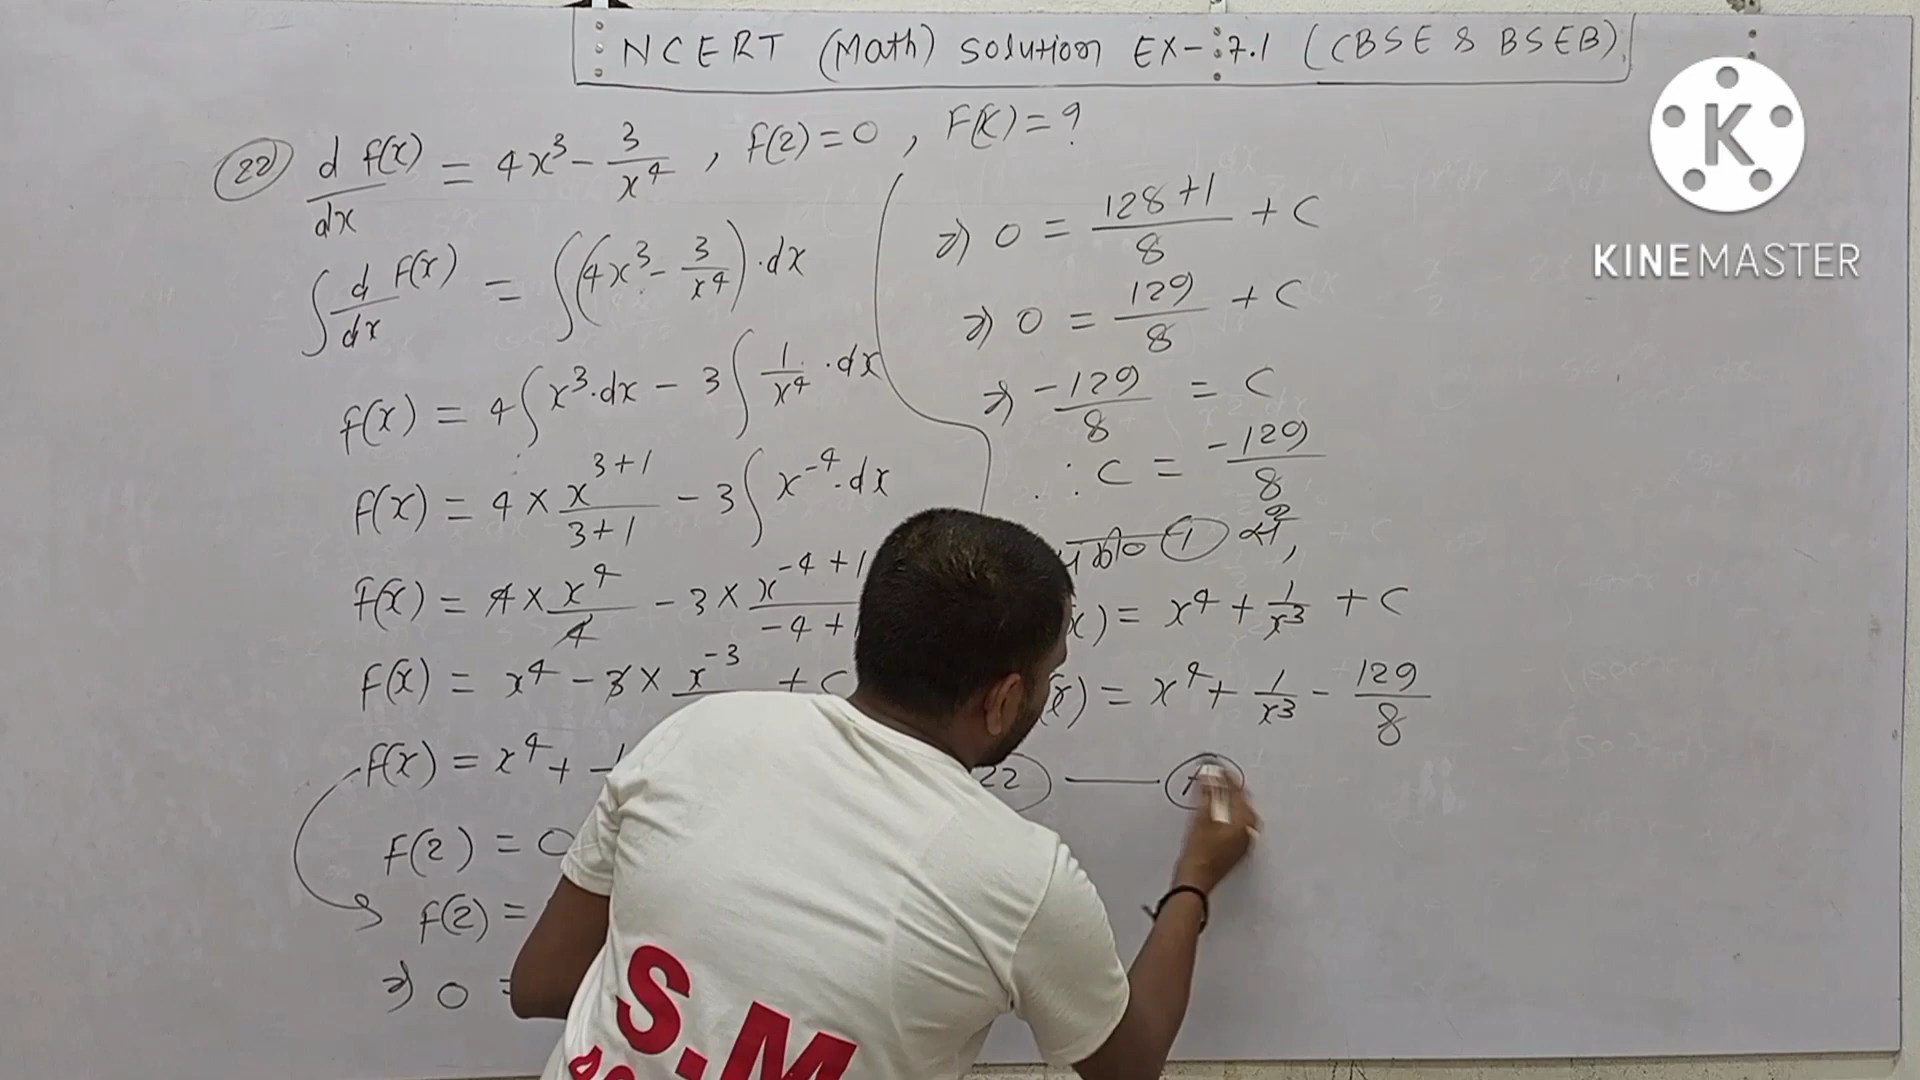 NCERT (Math) Solution EX-7.1 (CBSE & BSEB)
22) d f(x)/dx = 4x³ - 3/x⁴, f(2) = 0, F(x) = ?
∫ d/dx f(x) = ∫(4x³ - 3/x⁴)·dx
f(x) = 4∫x³·dx - 3∫1/x⁴·dx
f(x) = 4 × x³⁺¹/3+1 - 3∫x⁻⁴·dx
f(x) = 4 × x⁴/4 - 3 × x⁻⁴⁺¹/-4+1
f(x) = x⁴ - 3 × x⁻³ + C
f(x) = x⁴ + 1
f(2) = 0
f(2) =
⇒ 0 =
⇒ 0 = 128+1/8 + C
⇒ 0 = 129/8 + C
⇒ -129/8 = C
∴ C = -129/8
समी० ① से,
(x) = x⁴ + 1/x³ + C
(x) = x⁴ + 1/x³ - 129/8
22 —
KINEMASTER
S.M